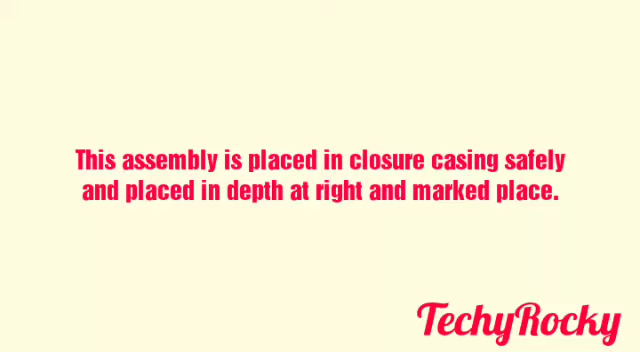 This assembly is placed in closure casing safely
and placed in depth at right and marked place.
TechyRocky